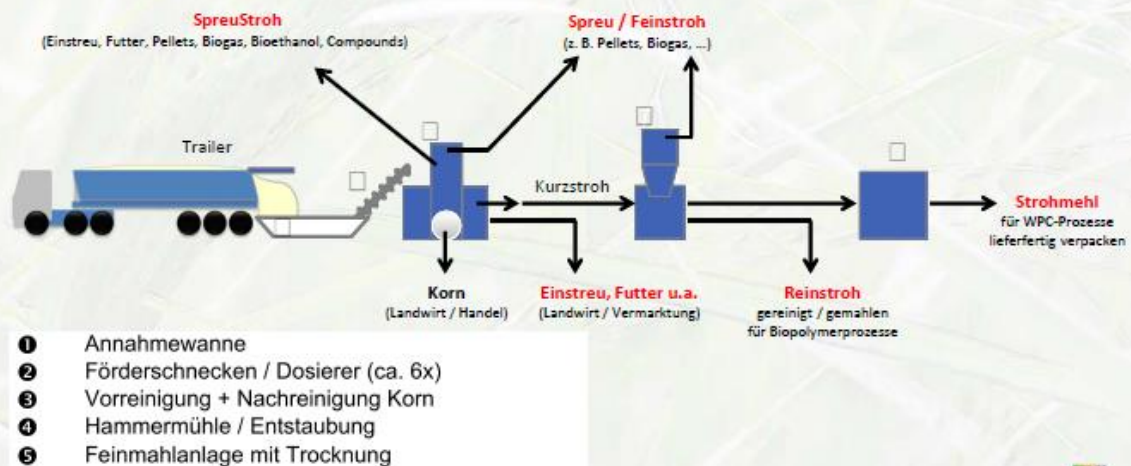 SpreuStroh
(Einstreu, Futter, Pellets, Biogas, Bioethanol, Compounds)
Spreu / Feinstroh
(z. B. Pellets, Biogas, ...)
Trailer
Kurzstroh
Strohmehl
für WPC-Prozesse
lieferfertig verpacken
Korn
(Landwirt / Handel)
Einstreu, Futter u.a.
(Landwirt / Vermarktung)
Reinstroh
gereinigt / gemahlen
für Biopolymerprozesse
❶ Annahmewanne
❷ Förderschnecken / Dosierer (ca. 6x)
❸ Vorreinigung + Nachreinigung Korn
❹ Hammermühle / Entstaubung
❺ Feinmahlanlage mit Trocknung